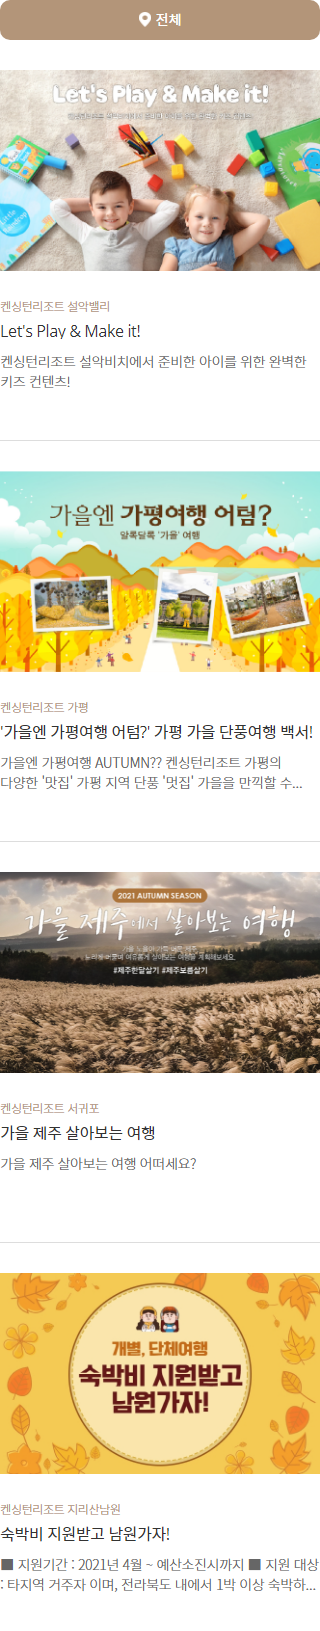 전체
Let's Play & Make it!
켄싱턴리조트 설악밸리
Let's Play & Make it!
켄싱턴리조트 설악비치에서 준비한 아이를 위한 완벽한
키즈 컨텐츠!
가을엔 가평여행 어텀?
알록달록 '가을' 여행
켄싱턴리조트 가평
'가을엔 가평여행 어텀?' 가평 가을 단풍여행 백서!
가을엔 가평여행 AUTUMN?? 켄싱턴리조트 가평의
다양한 '맛집' 가평 지역 단풍 '멋집' 가을을 만끽할 수...
2021 AUTUMN SEASON
가을 제주에서 살아보는 여행
#제주한달살기 #제주보름살기
켄싱턴리조트 서귀포
가을 제주 살아보는 여행
가을 제주 살아보는 여행 어떠세요?
개별, 단체여행
숙박비 지원받고
남원가자!
켄싱턴리조트 지리산남원
숙박비 지원받고 남원가자!
■ 지원기간 : 2021년 4월 ~ 예산소진시까지 ■ 지원 대상
: 타지역 거주자 이며, 전라북도 내에서 1박 이상 숙박하...